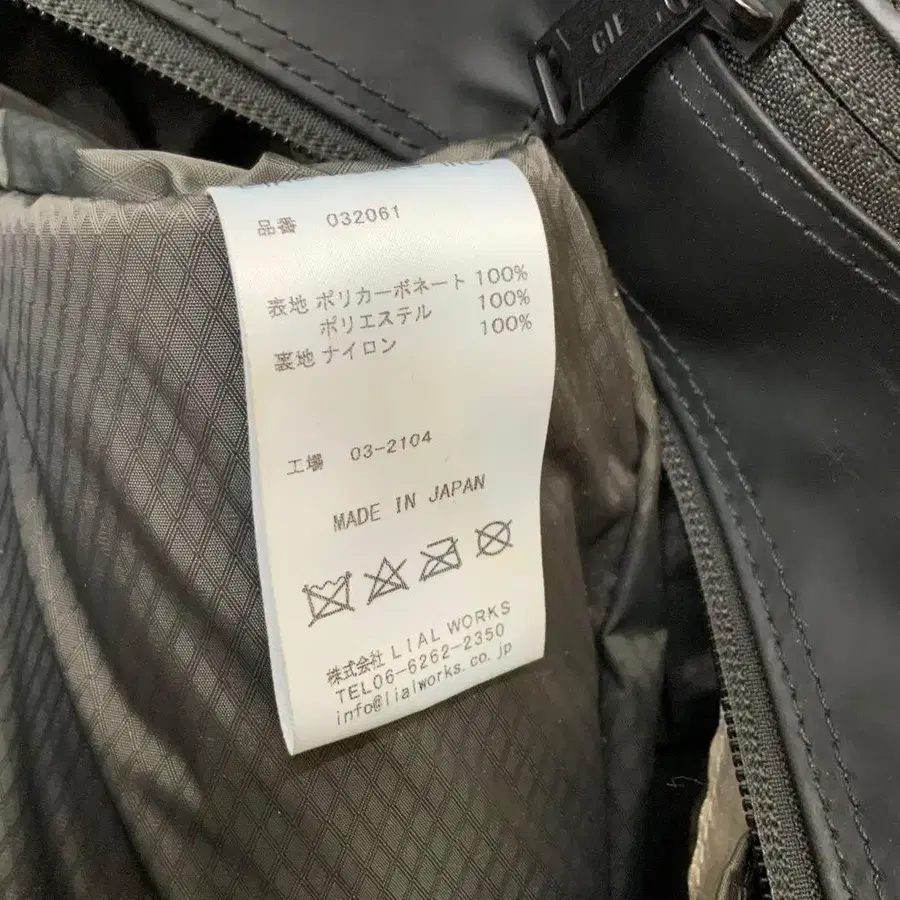 CIE
品番 032061
表地 ポリカーボネート 100%
ポリエステル 100%
裏地 ナイロン 100%
工場 03-2104
MADE IN JAPAN
株式会社 LIAL WORKS
TEL06-6262-2350
info@lialworks.co.jp